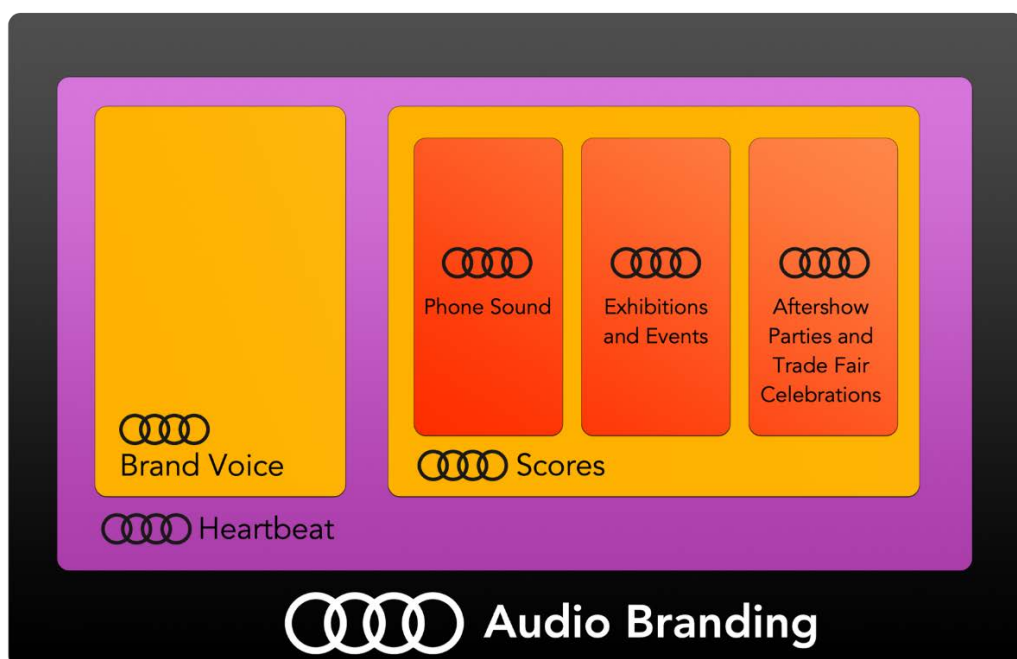 Phone Sound
Exhibitions
and Events
Aftershow
Parties and
Trade Fair
Celebrations
Brand Voice
Scores
Heartbeat
Audio Branding